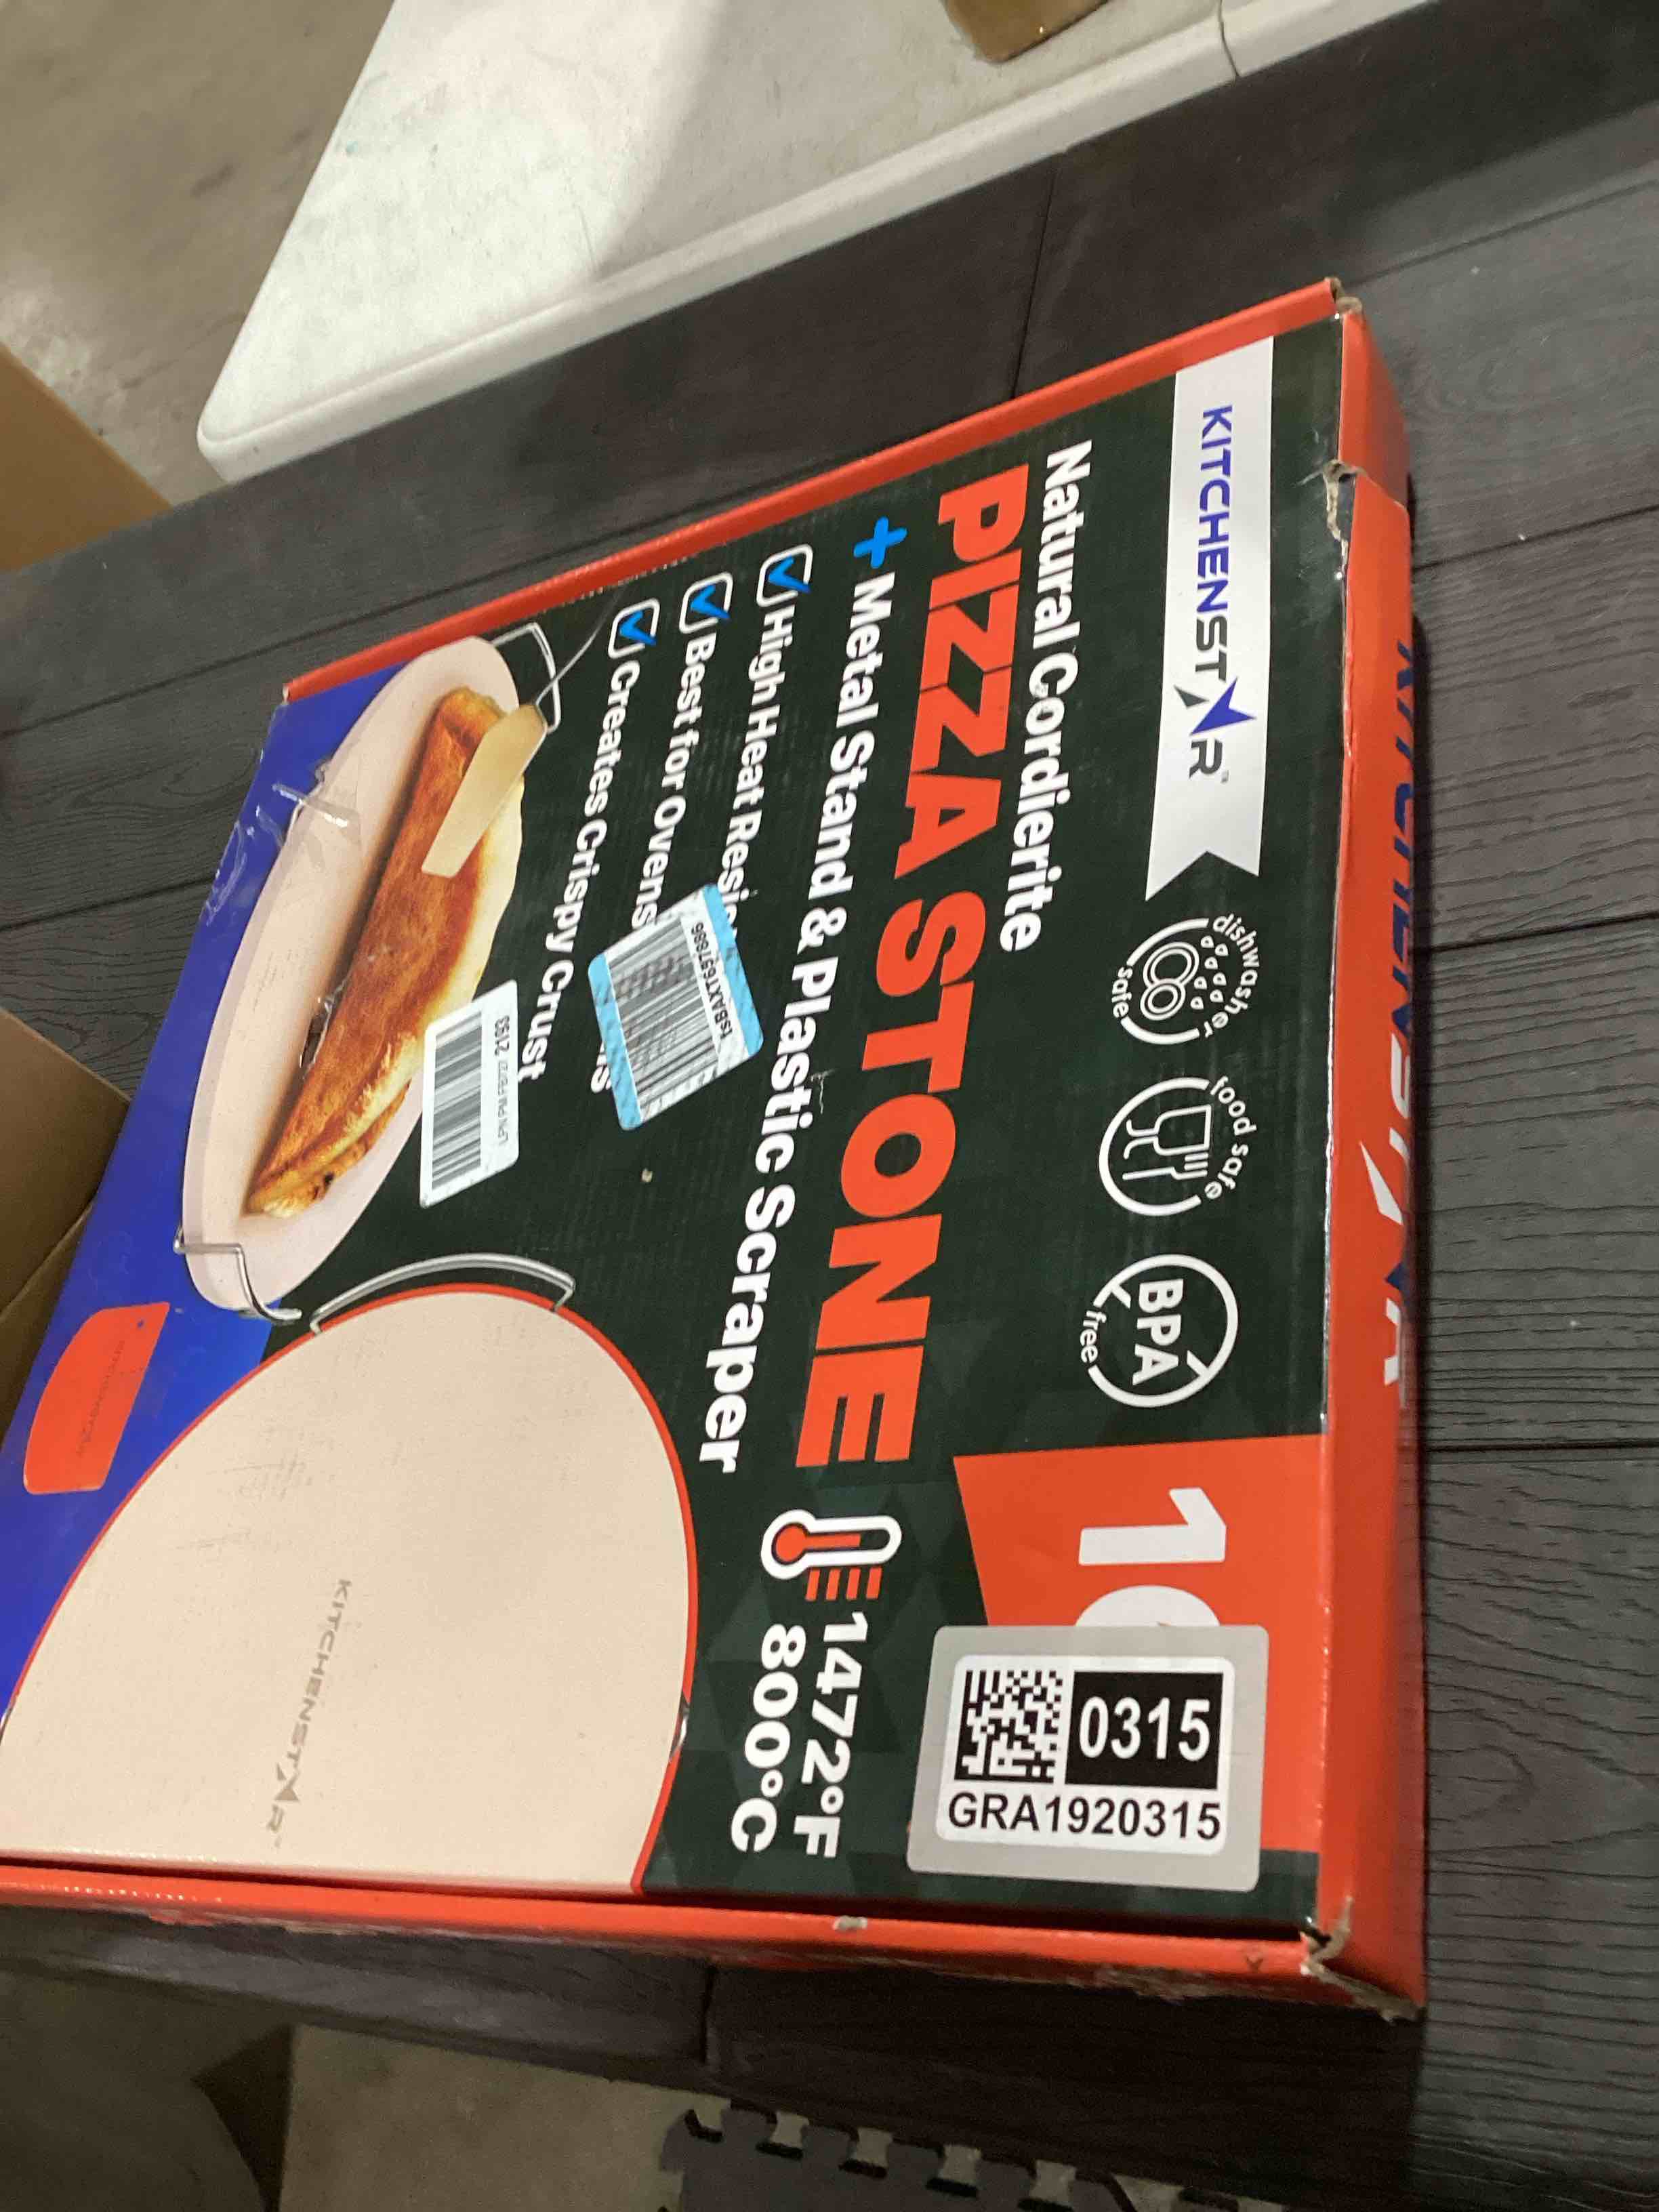 KITCHENSTAR™
dishwasher safe
food safe
BPA free
Natural Cordierite
PIZZA STONE
+ Metal Stand & Plastic Scraper
High Heat
Best for Ovens
Creates Crispy Crust
1472°F
800°C
0315
GRA1920315
KITCHENSTAR
KITCHENSTAR